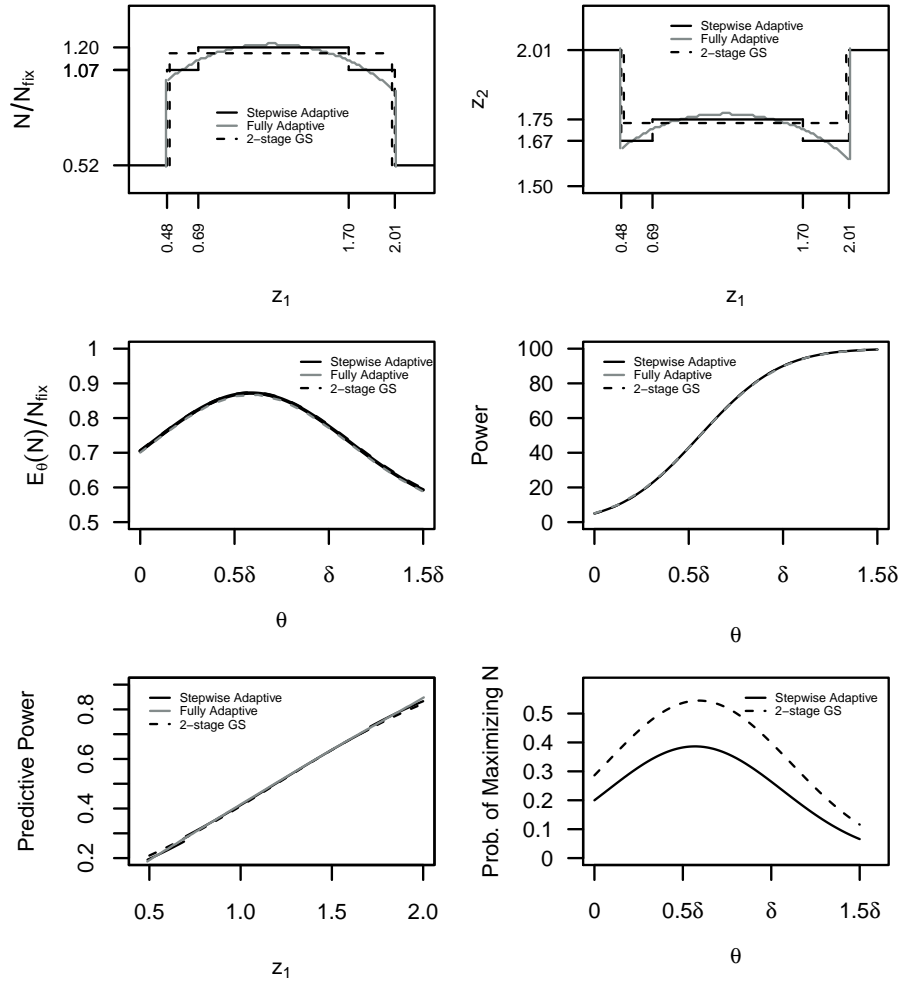 N/Nfix
1.20
1.07
0.52
Stepwise Adaptive
Fully Adaptive
2−stage GS
0.48
0.69
1.70
2.01
z1
z2
2.01
1.75
1.67
1.50
Stepwise Adaptive
Fully Adaptive
2−stage GS
0.48
0.69
1.70
2.01
z1
Eθ(N)/Nfix
1
0.9
0.8
0.7
0.6
0.5
Stepwise Adaptive
Fully Adaptive
2−stage GS
0 0.5δ δ 1.5δ
θ
Power
100
80
60
40
20
0
Stepwise Adaptive
Fully Adaptive
2−stage GS
0 0.5δ δ 1.5δ
θ
Predictive Power
0.8
0.6
0.4
0.2
Stepwise Adaptive
Fully Adaptive
2−stage GS
0.5 1.0 1.5 2.0
z1
Prob. of Maximizing N
0.5
0.4
0.3
0.2
0.1
0
Stepwise Adaptive
2−stage GS
0 0.5δ δ 1.5δ
θ